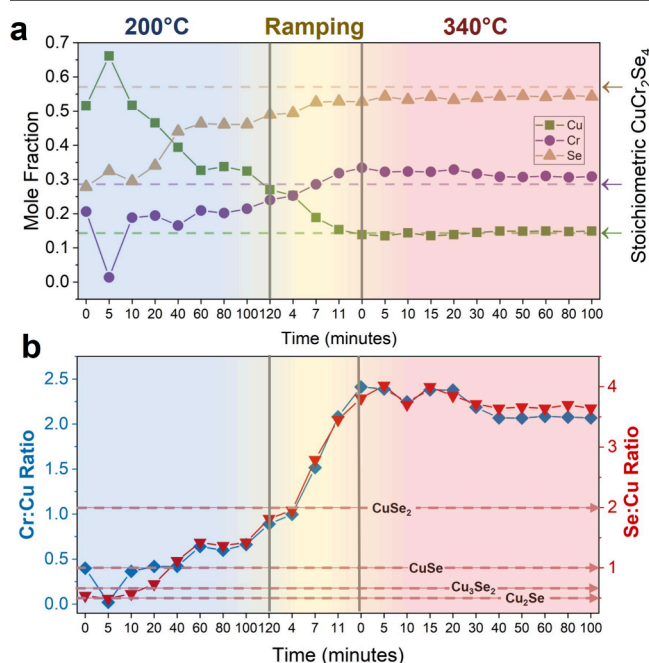 200°C Ramping 340°C
a
0.7
0.6
0.5
0.4
0.3
0.2
0.1
0.0
Mole Fraction
Cu
Cr
Se
Stoichiometric CuCr₂Se₄
0 5 10 20 40 60 80 100 120 4 7 11 0 5 10 15 20 30 40 50 60 80 100
Time (minutes)
b
2.5
2.0
1.5
1.0
0.5
0.0
Cr:Cu Ratio
4
3
2
1
Se:Cu Ratio
CuSe₂
CuSe
Cu₃Se₂
Cu₂Se
0 5 10 20 40 60 80 100 120 4 7 11 0 5 10 15 20 30 40 50 60 80 100
Time (minutes)